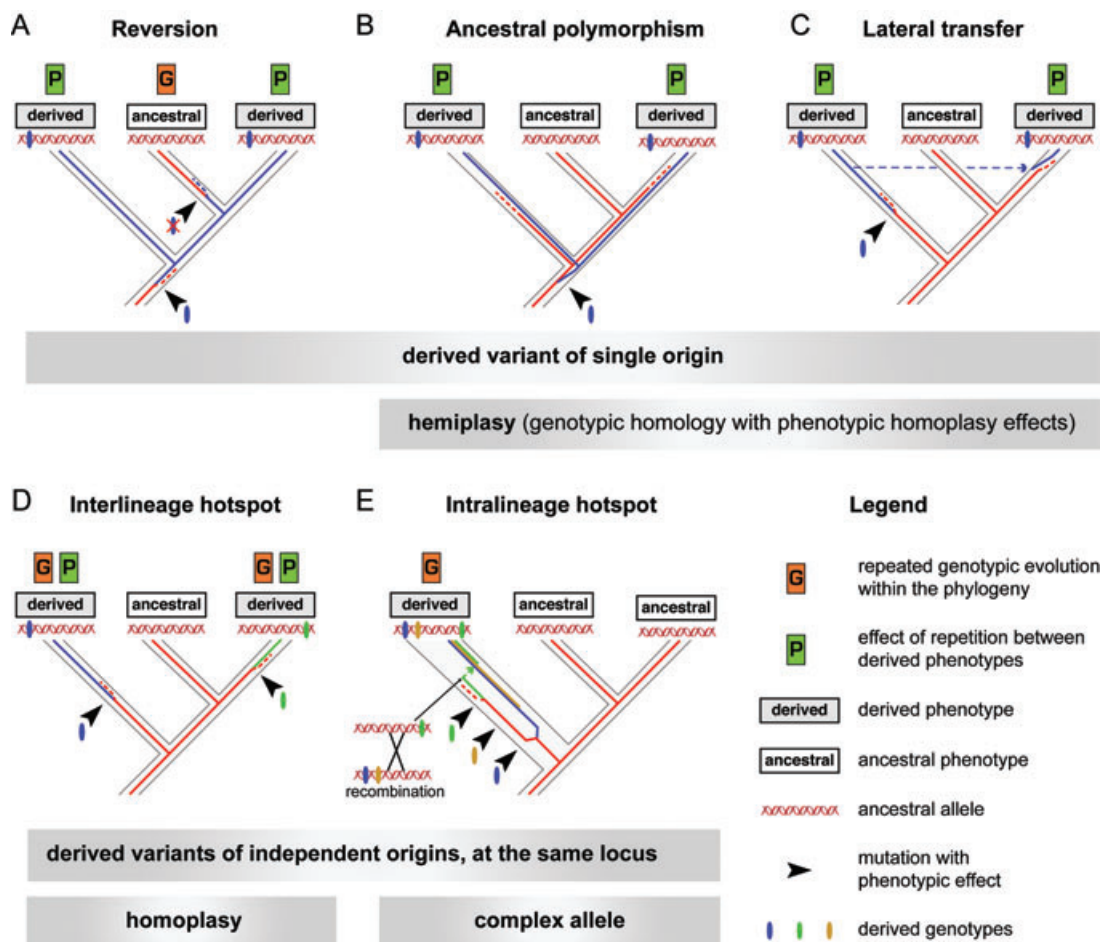 A
Reversion
B
Ancestral polymorphism
C
Lateral transfer
P
G
P
P
P
P
P
derived
ancestral
derived
derived
ancestral
derived
derived
ancestral
derived
derived variant of single origin
hemiplasy (genotypic homology with phenotypic homoplasy effects)
D
Interlineage hotspot
E
Intralineage hotspot
Legend
G P
G P
G
derived
ancestral
derived
derived
ancestral
ancestral
recombination
derived variants of independent origins, at the same locus
homoplasy
complex allele
G
repeated genotypic evolution
within the phylogeny
P
effect of repetition between
derived phenotypes
derived
derived phenotype
ancestral
ancestral phenotype
ancestral allele
mutation with
phenotypic effect
derived genotypes